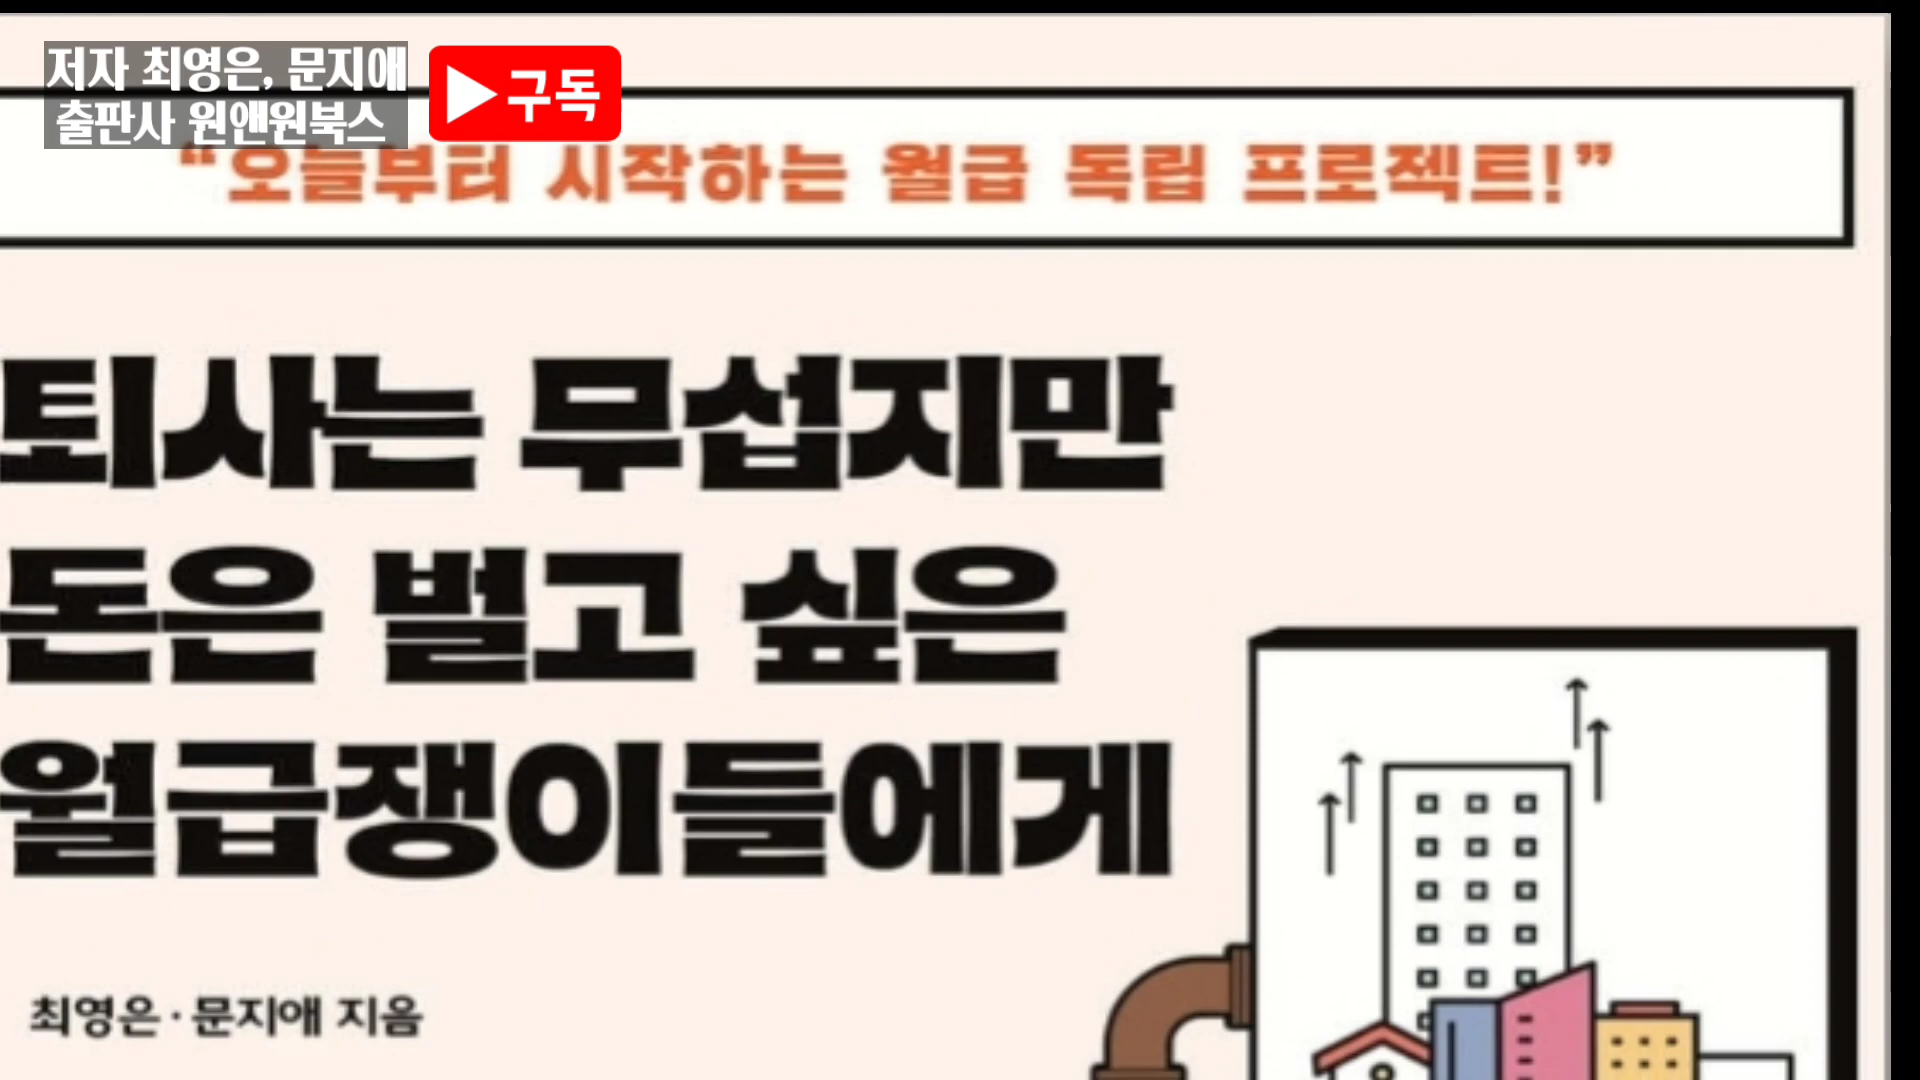 저자 최영은, 문지애
출판사 원앤원북스
구독
“오늘부터 시작하는 월급 독립 프로젝트!”
퇴사는 무섭지만
돈은 벌고 싶은
월급쟁이들에게
최영은·문지애 지음